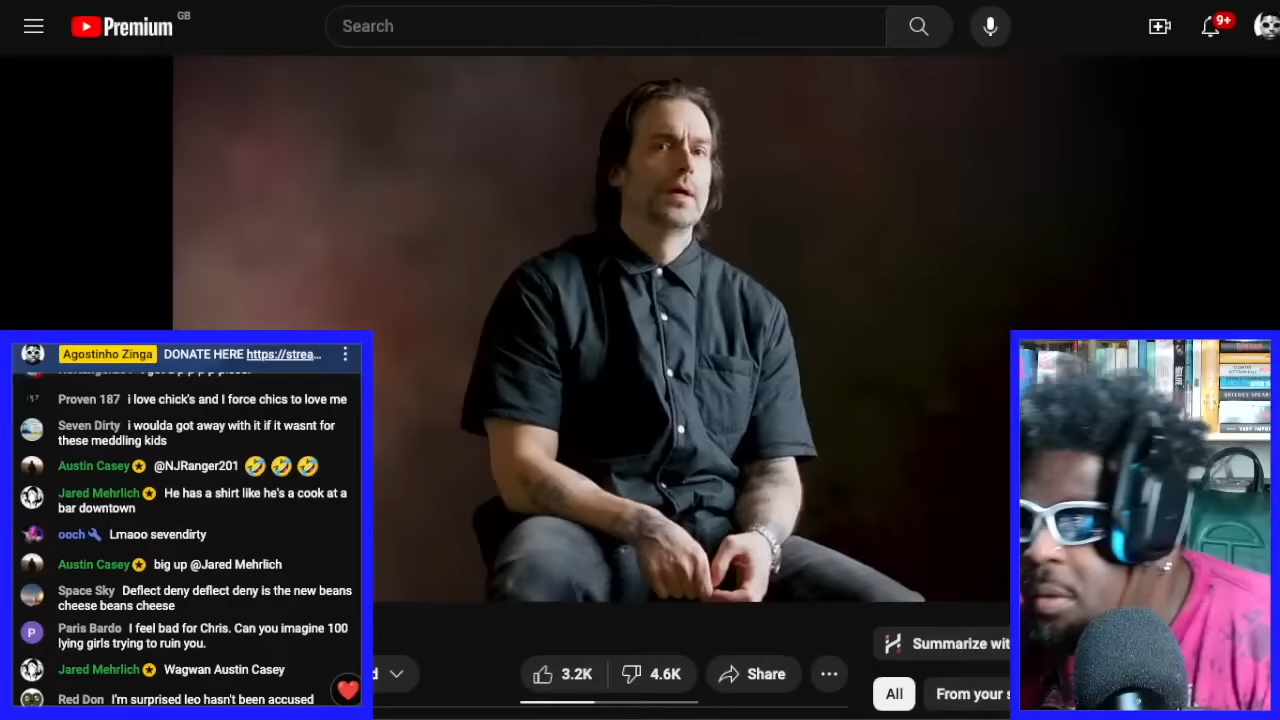 Premium GB
Search
9+
Agostinho Zinga DONATE HERE https://strea...
Proven 187 i love chick's and I force chics to love me
Seven Dirty i woulda got away with it if it wasnt for
these meddling kids
Austin Casey @NJRanger201 🤣🤣🤣
Jared Mehrlich He has a shirt like he's a cook at a
bar downtown
ooch Lmaoo sevendirty
Austin Casey big up @Jared Mehrlich
Space Sky Deflect deny deflect deny is the new beans
cheese beans cheese
P Paris Bardo I feel bad for Chris. Can you imagine 100
lying girls trying to ruin you.
Jared Mehrlich Wagwan Austin Casey
Red Don I'm surprised leo hasn't been accused
d
3.2K
4.6K
Share
Summarize wit
All
From your s